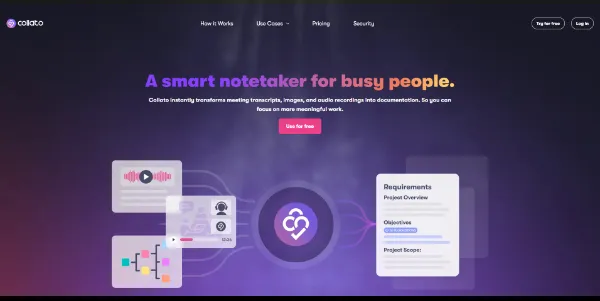 collato
How it Works
Use Cases
Pricing
Security
Try for free
Log in
A smart notetaker for busy people.
Collato instantly transforms meeting transcripts, images, and audio recordings into documentation. So you can
focus on more meaningful work.
Use for free
Requirements
Project Overview
Objectives
Project Scope: